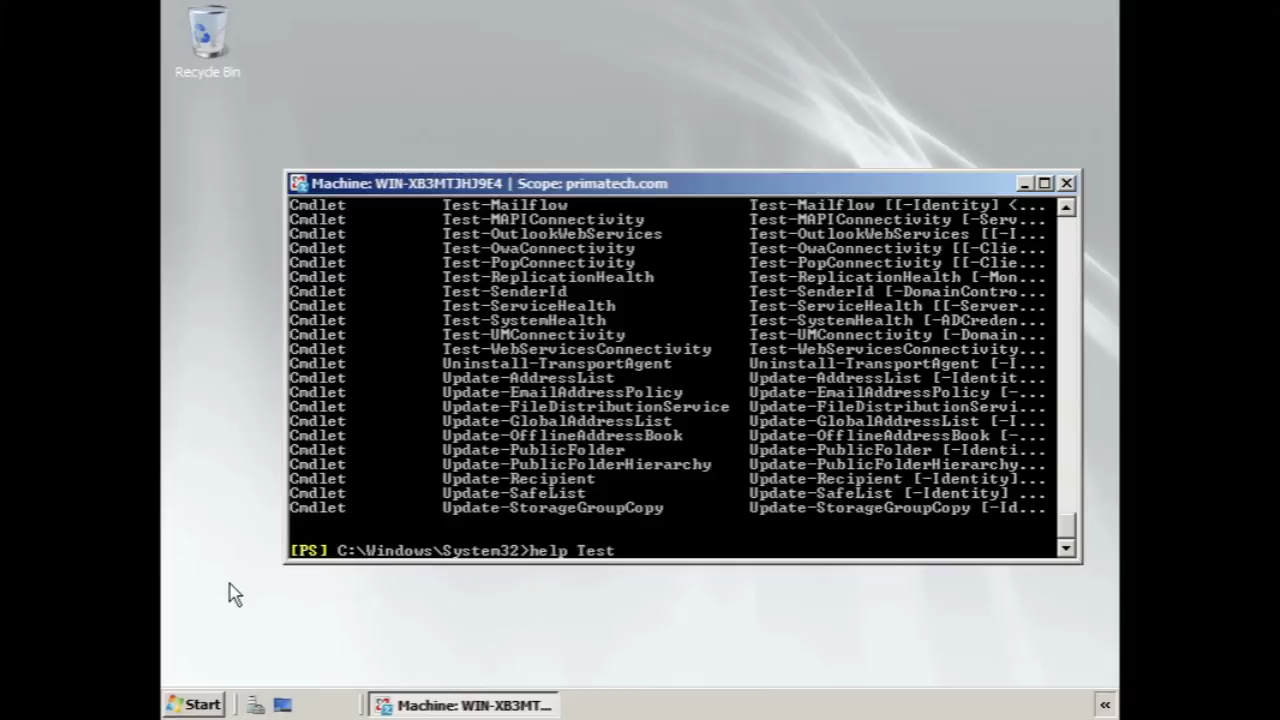 Recycle Bin
Machine: WIN-XB3MTJHJ9E4 | Scope: primatech.com
Cmdlet Test-Mailflow Test-Mailflow [[-Identity] <...
Cmdlet Test-MAPIConnectivity Test-MAPIConnectivity [-Serv...
Cmdlet Test-OutlookWebServices Test-OutlookWebServices [[-I...
Cmdlet Test-OwaConnectivity Test-OwaConnectivity [[-Clie...
Cmdlet Test-PopConnectivity Test-PopConnectivity [[-Clie...
Cmdlet Test-ReplicationHealth Test-ReplicationHealth [-Mon...
Cmdlet Test-SenderId Test-SenderId [-DomainContro...
Cmdlet Test-ServiceHealth Test-ServiceHealth [[-Server...
Cmdlet Test-SystemHealth Test-SystemHealth [-ADCreden...
Cmdlet Test-UMConnectivity Test-UMConnectivity [-Domain...
Cmdlet Test-WebServicesConnectivity Test-WebServicesConnectivity...
Cmdlet Uninstall-TransportAgent Uninstall-TransportAgent [-I...
Cmdlet Update-AddressList Update-AddressList [-Identit...
Cmdlet Update-EmailAddressPolicy Update-EmailAddressPolicy [-...
Cmdlet Update-FileDistributionService Update-FileDistributionServi...
Cmdlet Update-GlobalAddressList Update-GlobalAddressList [-I...
Cmdlet Update-OfflineAddressBook Update-OfflineAddressBook [-...
Cmdlet Update-PublicFolder Update-PublicFolder [-Identi...
Cmdlet Update-PublicFolderHierarchy Update-PublicFolderHierarchy...
Cmdlet Update-Recipient Update-Recipient [-Identity]...
Cmdlet Update-SafeList Update-SafeList [-Identity] ...
Cmdlet Update-StorageGroupCopy Update-StorageGroupCopy [-Id...
[PS] C:\Windows\System32>help Test
Start Machine: WIN-XB3MT... «